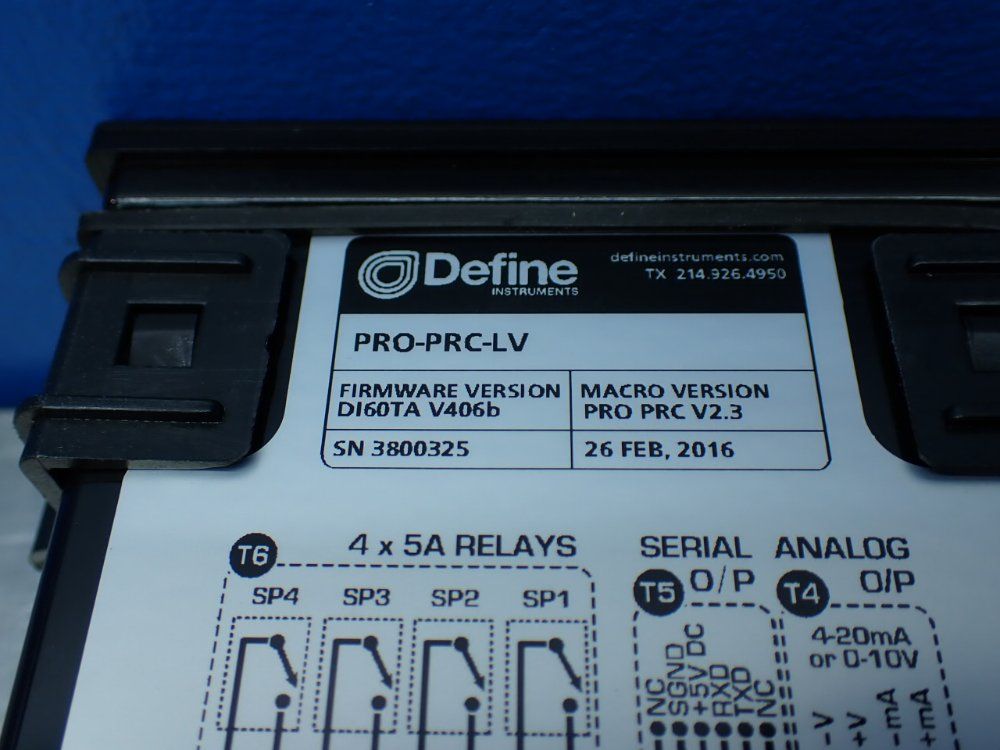 Define
INSTRUMENTS
defineinstruments.com
TX 214.926.4950
PRO-PRC-LV
FIRMWARE VERSION
DI60TA V406b
MACRO VERSION
PRO PRC V2.3
SN 3800325
26 FEB, 2016
T6
4 x 5A RELAYS
SP4 SP3 SP2 SP1
SERIAL
T5 O/P
NC
SGND
+5V DC
RXD
TXD
NC
ANALOG
T4 O/P
4-20mA
or 0-10V
-V
+V
-mA
+mA